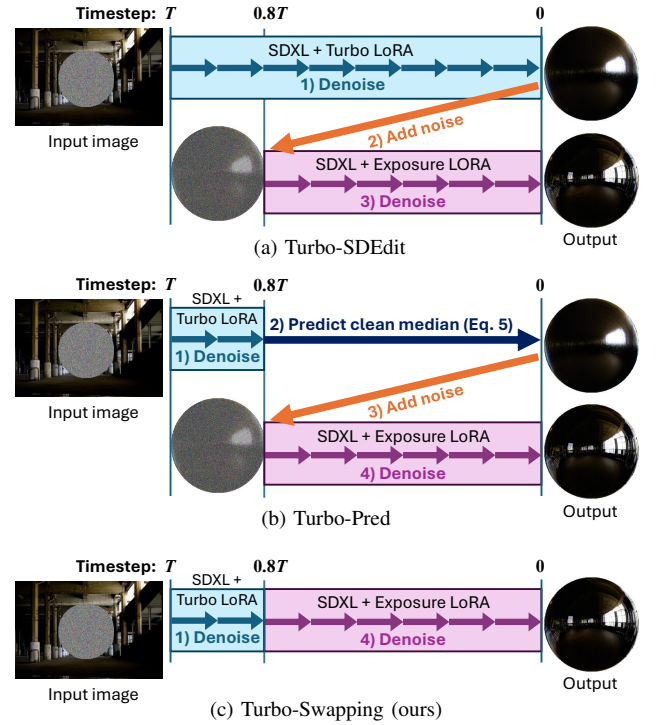 Timestep: T 0.8T 0
SDXL + Turbo LoRA
1) Denoise
Input image
2) Add noise
SDXL + Exposure LORA
3) Denoise
Output
(a) Turbo-SDEdit
Timestep: T 0.8T 0
SDXL +
Turbo LoRA
1) Denoise
2) Predict clean median (Eq. 5)
Input image
3) Add noise
SDXL + Exposure LoRA
4) Denoise
Output
(b) Turbo-Pred
Timestep: T 0.8T 0
SDXL +
Turbo LoRA
1) Denoise
SDXL + Exposure LoRA
4) Denoise
Input image
Output
(c) Turbo-Swapping (ours)